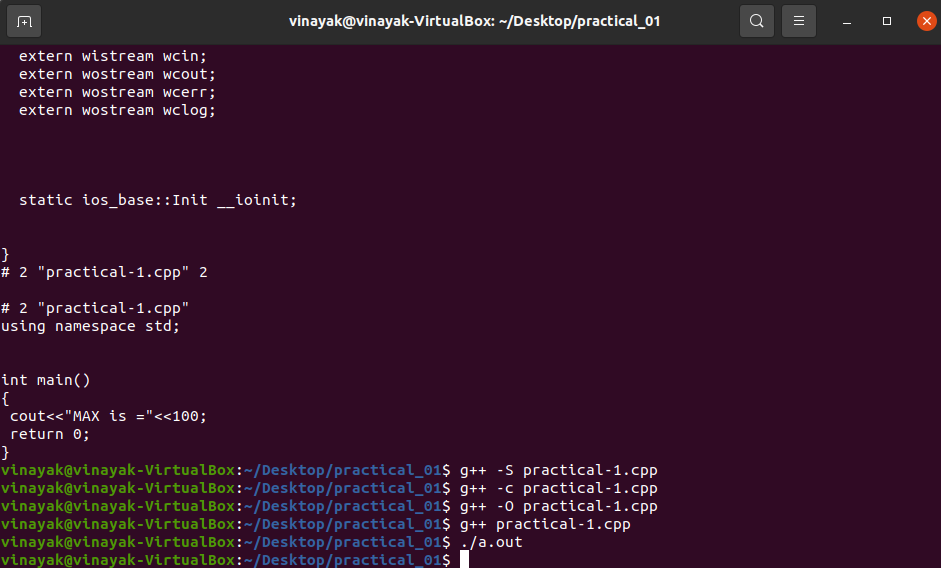 vinayak@vinayak-VirtualBox: ~/Desktop/practical_01
  extern wistream wcin;
  extern wostream wcout;
  extern wostream wcerr;
  extern wostream wclog;
  static ios_base::Init __ioinit;
}
# 2 "practical-1.cpp" 2
# 2 "practical-1.cpp"
using namespace std;
int main()
{
 cout<<"MAX is ="<<100;
 return 0;
}
vinayak@vinayak-VirtualBox:~/Desktop/practical_01$ g++ -S practical-1.cpp
vinayak@vinayak-VirtualBox:~/Desktop/practical_01$ g++ -c practical-1.cpp
vinayak@vinayak-VirtualBox:~/Desktop/practical_01$ g++ -O practical-1.cpp
vinayak@vinayak-VirtualBox:~/Desktop/practical_01$ g++ practical-1.cpp
vinayak@vinayak-VirtualBox:~/Desktop/practical_01$ ./a.out
vinayak@vinayak-VirtualBox:~/Desktop/practical_01$